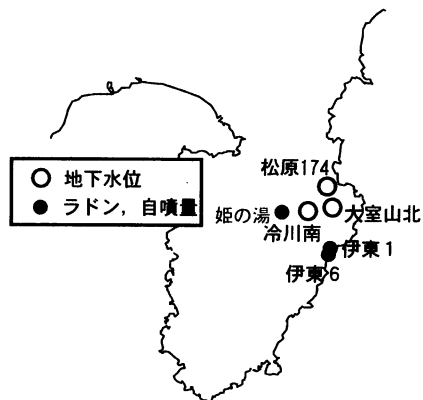 松原174
地下水位
ラドン，自噴量
姫の湯
大室山北
冷川南
伊東1
伊東6